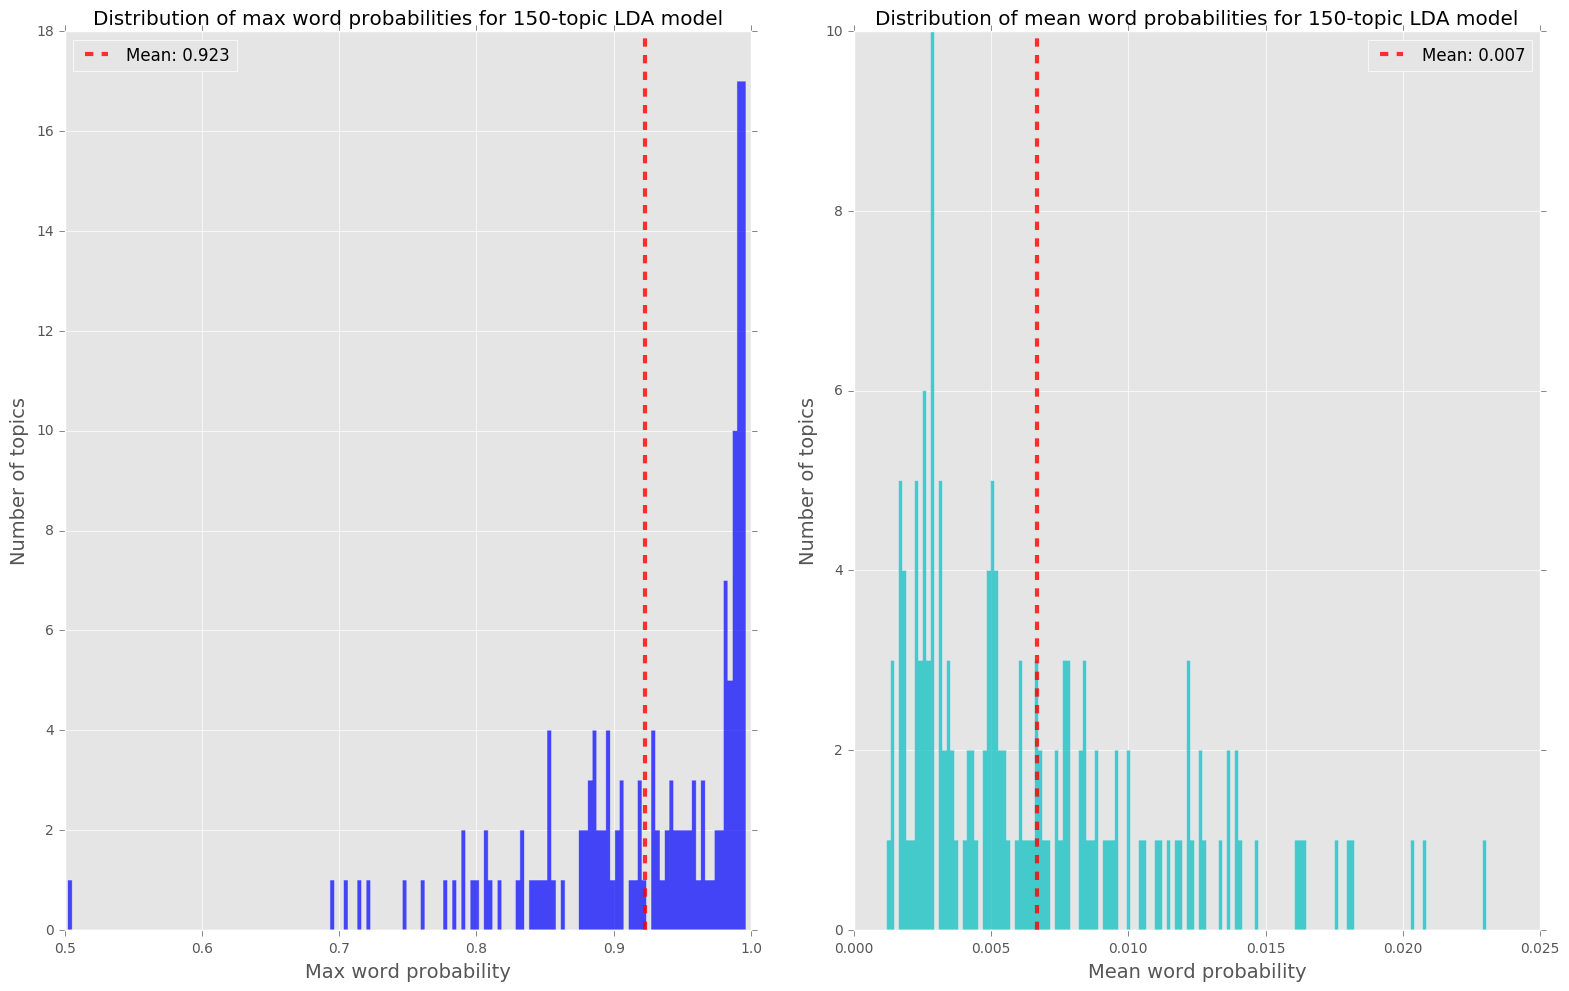 Distribution of max word probabilities for 150-topic LDA model
Mean: 0.923
18
16
14
12
10
8
6
4
2
0
Number of topics
0.5 0.6 0.7 0.8 0.9 1.0
Max word probability
Distribution of mean word probabilities for 150-topic LDA model
Mean: 0.007
10
8
6
4
2
0
Number of topics
0.000 0.005 0.010 0.015 0.020 0.025
Mean word probability